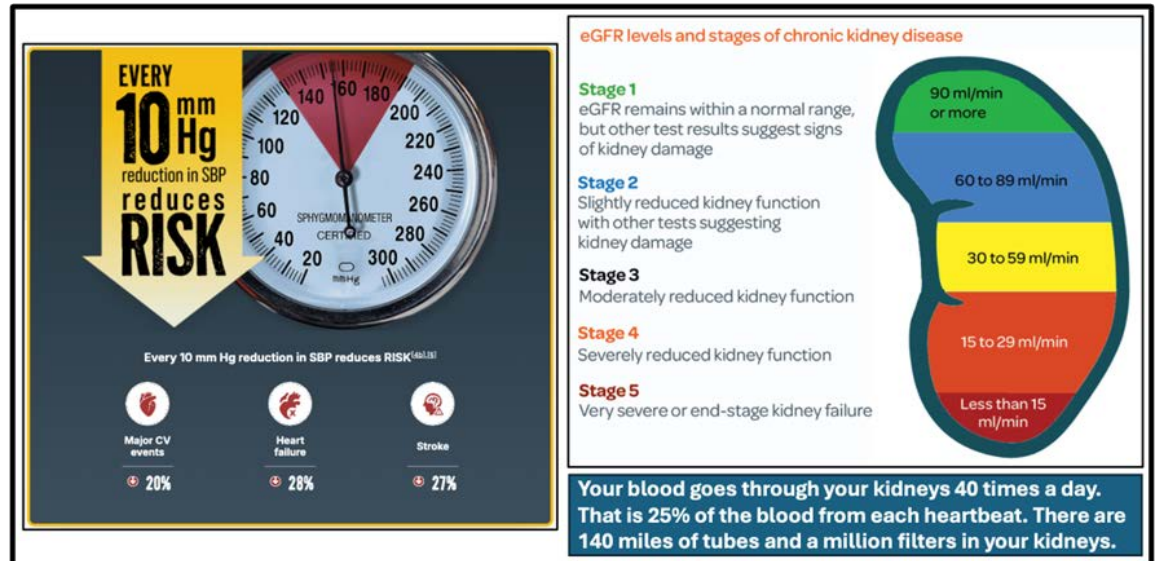 EVERY
10 mm Hg
reduction in SBP
reduces
RISK
140 160 180
120 200
100 220
80 240
60 260
40 280
20 300
SPHYGMOMANOMETER
CERTIFIED
mmHg
Every 10 mm Hg reduction in SBP reduces RISK[4b],[5]
Major CV
events
20%
Heart
failure
28%
Stroke
27%
eGFR levels and stages of chronic kidney disease
Stage 1
eGFR remains within a normal range,
but other test results suggest signs
of kidney damage
Stage 2
Slightly reduced kidney function
with other tests suggesting
kidney damage
Stage 3
Moderately reduced kidney function
Stage 4
Severely reduced kidney function
Stage 5
Very severe or end-stage kidney failure
90 ml/min
or more
60 to 89 ml/min
30 to 59 ml/min
15 to 29 ml/min
Less than 15
ml/min
Your blood goes through your kidneys 40 times a day.
That is 25% of the blood from each heartbeat. There are
140 miles of tubes and a million filters in your kidneys.